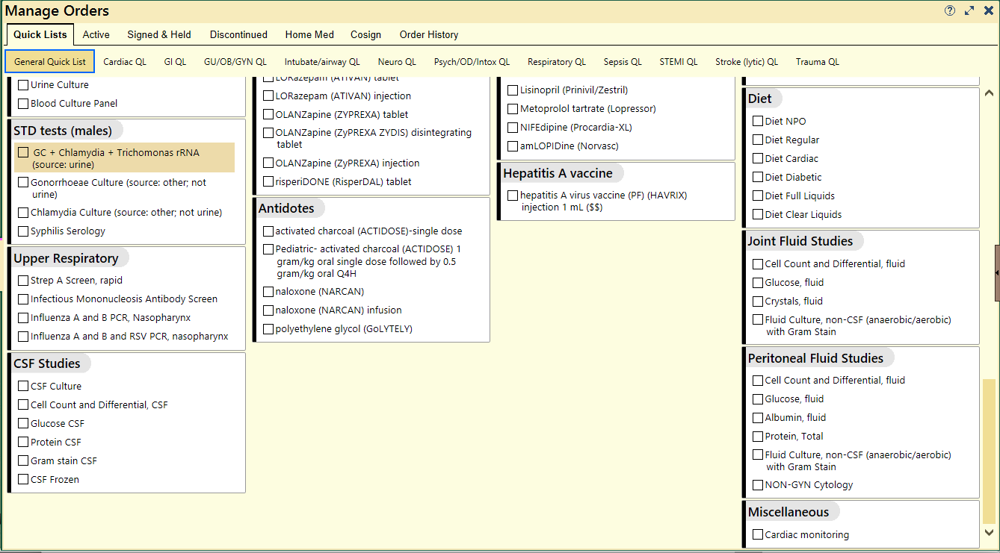 Manage Orders
Quick Lists Active Signed & Held Discontinued Home Med Cosign Order History
General Quick List Cardiac QL GI QL GU/OB/GYN QL Intubate/airway QL Neuro QL Psych/OD/Intox QL Respiratory QL Sepsis QL STEMI QL Stroke (lytic) QL Trauma QL
Urine Culture
Blood Culture Panel
STD tests (males)
GC + Chlamydia + Trichomonas rRNA
(source: urine)
Gonorrhoeae Culture (source: other; not
urine)
Chlamydia Culture (source: other; not urine)
Syphilis Serology
Upper Respiratory
Strep A Screen, rapid
Infectious Mononucleosis Antibody Screen
Influenza A and B PCR, Nasopharynx
Influenza A and B and RSV PCR, nasopharynx
CSF Studies
CSF Culture
Cell Count and Differential, CSF
Glucose CSF
Protein CSF
Gram stain CSF
CSF Frozen
LORazepam (ATIVAN) tablet
LORazepam (ATIVAN) injection
OLANZapine (ZYPREXA) tablet
OLANZapine (ZyPREXA ZYDIS) disintegrating
tablet
OLANZapine (ZyPREXA) injection
risperiDONE (RisperDAL) tablet
Antidotes
activated charcoal (ACTIDOSE)-single dose
Pediatric- activated charcoal (ACTIDOSE) 1
gram/kg oral single dose followed by 0.5
gram/kg oral Q4H
naloxone (NARCAN)
naloxone (NARCAN) infusion
polyethylene glycol (GoLYTELY)
Lisinopril (Prinivil/Zestril)
Metoprolol tartrate (Lopressor)
NIFEdipine (Procardia-XL)
amLOPIDine (Norvasc)
Hepatitis A vaccine
hepatitis A virus vaccine (PF) (HAVRIX)
injection 1 mL ($$)
Diet
Diet NPO
Diet Regular
Diet Cardiac
Diet Diabetic
Diet Full Liquids
Diet Clear Liquids
Joint Fluid Studies
Cell Count and Differential, fluid
Glucose, fluid
Crystals, fluid
Fluid Culture, non-CSF (anaerobic/aerobic)
with Gram Stain
Peritoneal Fluid Studies
Cell Count and Differential, fluid
Glucose, fluid
Albumin, fluid
Protein, Total
Fluid Culture, non-CSF (anaerobic/aerobic)
with Gram Stain
NON-GYN Cytology
Miscellaneous
Cardiac monitoring